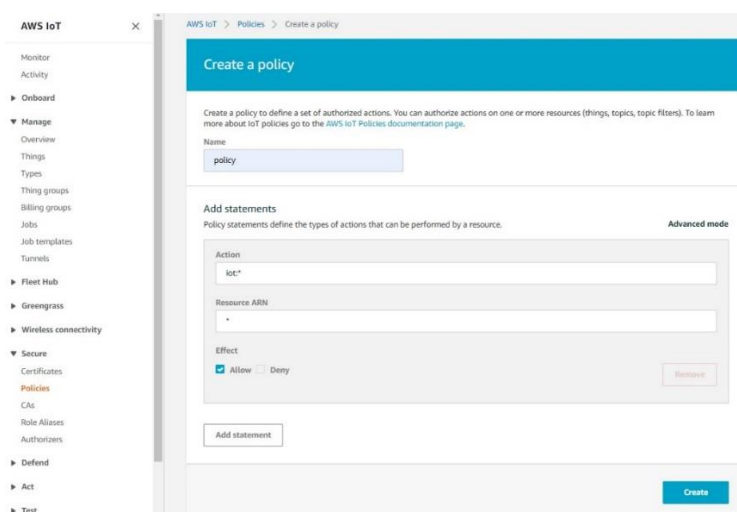 AWS IoT
Monitor
Activity
Onboard
Manage
Overview
Things
Types
Thing groups
Billing groups
Jobs
Job templates
Tunnels
Fleet Hub
Greengrass
Wireless connectivity
Secure
Certificates
Policies
CAs
Role Aliases
Authorizers
Defend
Act
Test
AWS IoT > Policies > Create a policy
Create a policy
Create a policy to define a set of authorized actions. You can authorize actions on one or more resources (things, topics, topic filters). To learn
more about IoT policies go to the AWS IoT Policies documentation page.
Name
policy
Add statements
Policy statements define the types of actions that can be performed by a resource.
Advanced mode
Action
iot:*
Resource ARN
*
Effect
Allow Deny
Remove
Add statement
Create